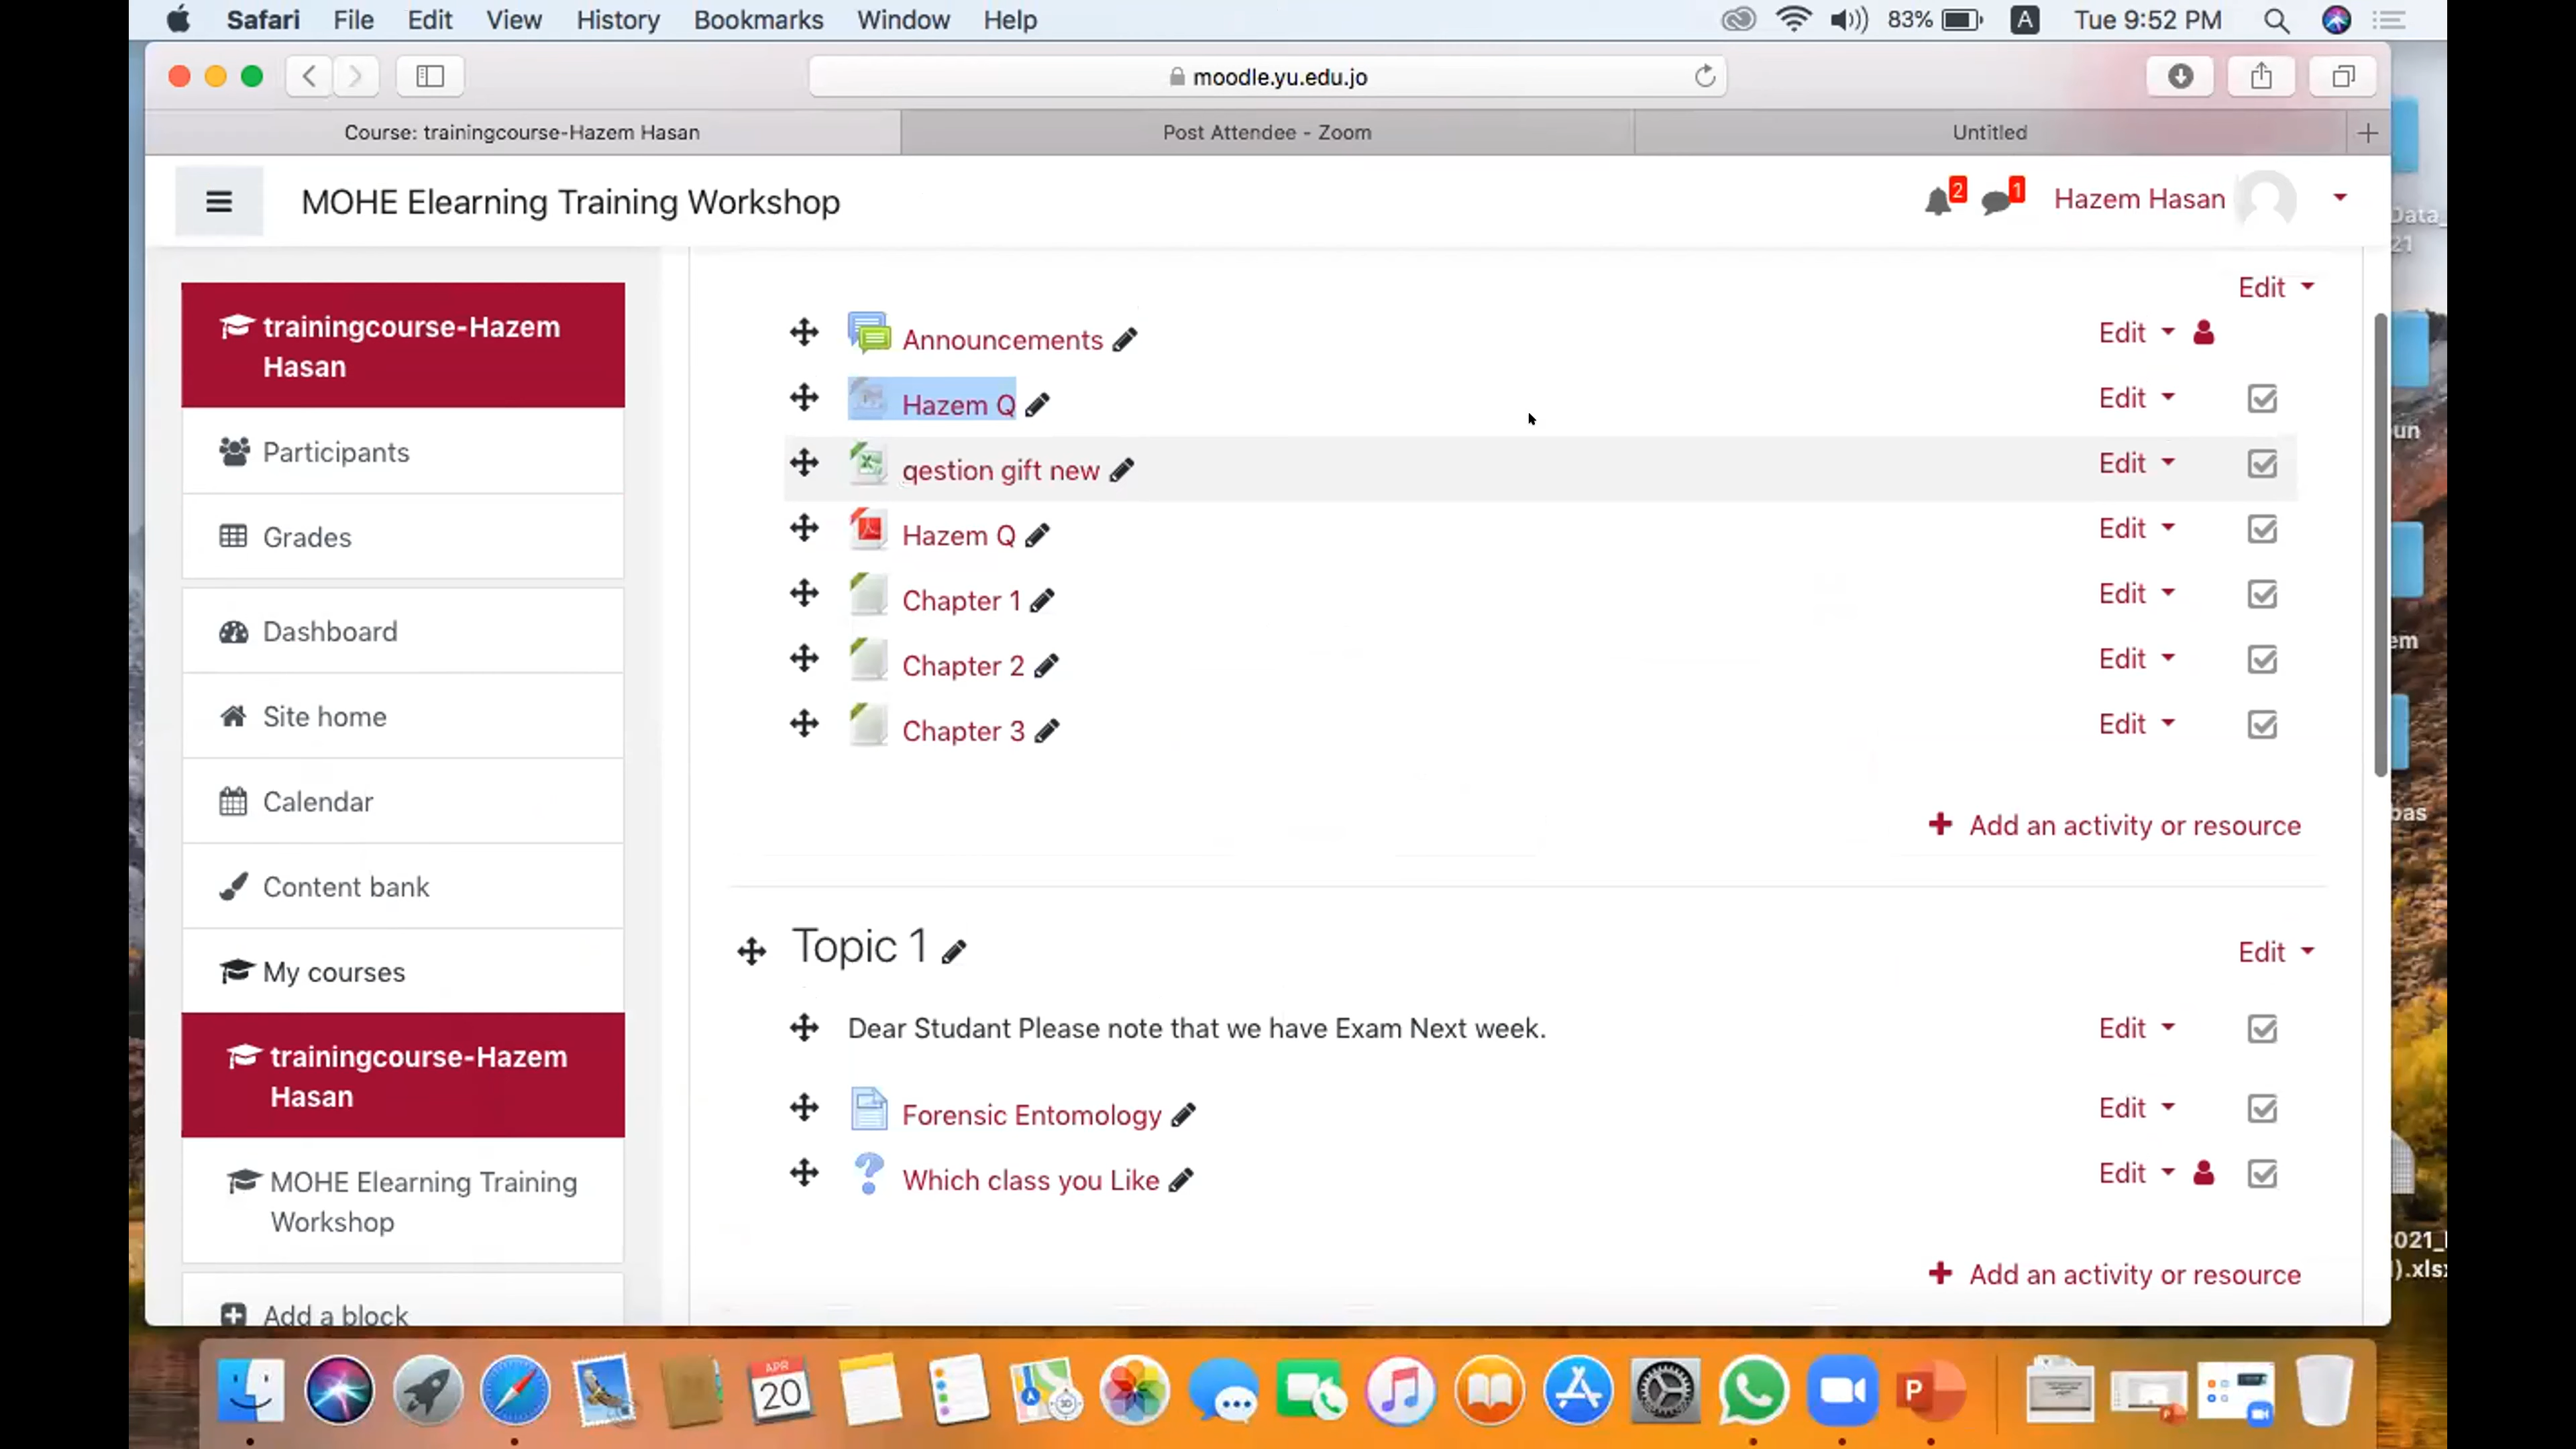 Safari File Edit View History Bookmarks Window Help 83% A Tue 9:52 PM
moodle.yu.edu.jo
Course: trainingcourse-Hazem Hasan Post Attendee - Zoom Untitled
MOHE Elearning Training Workshop 2 1 Hazem Hasan
trainingcourse-Hazem
Hasan
Participants
Grades
Dashboard
Site home
Calendar
Content bank
My courses
trainingcourse-Hazem
Hasan
MOHE Elearning Training
Workshop
Add a block
Edit
Announcements Edit
Hazem Q Edit
qestion gift new Edit
Hazem Q Edit
Chapter 1 Edit
Chapter 2 Edit
Chapter 3 Edit
Add an activity or resource
Topic 1 Edit
Dear Studant Please note that we have Exam Next week. Edit
Forensic Entomology Edit
Which class you Like Edit
Add an activity or resource
APR
20
3D
P